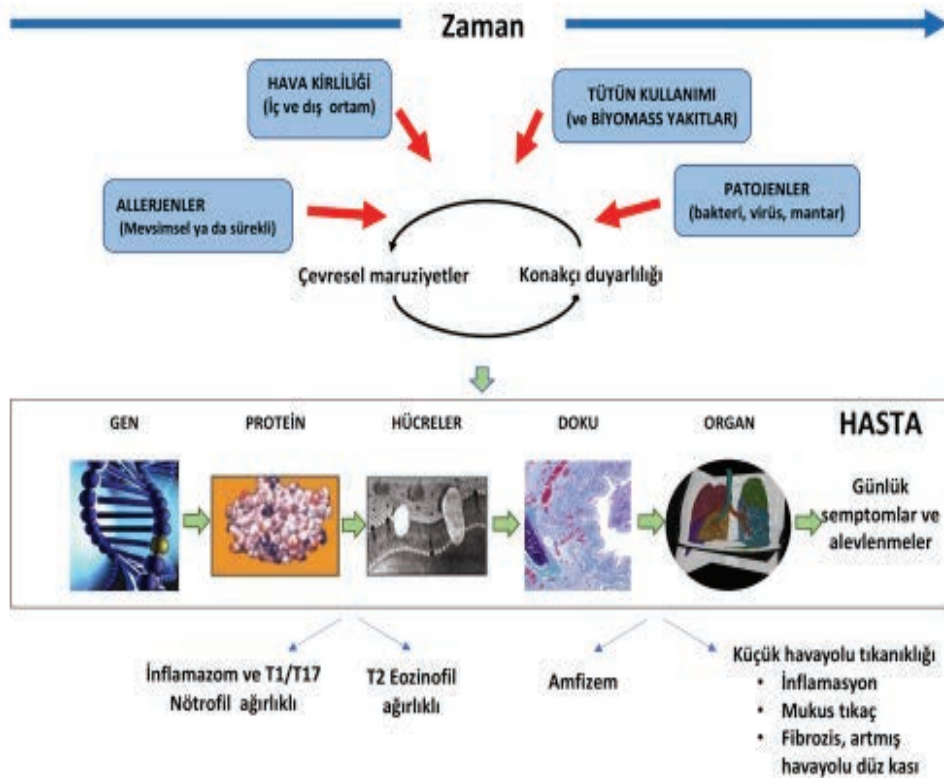 Zaman
HAVA KİRLİLİĞİ
(İç ve dış ortam)
TÜTÜN KULLANIMI
(ve BİYOMASS YAKITLAR)
ALLERJENLER
(Mevsimsel ya da sürekli)
PATOJENLER
(bakteri, virüs, mantar)
Çevresel maruziyetler
Konakçı duyarlılığı
GEN
PROTEİN
HÜCRELER
DOKU
ORGAN
HASTA
Günlük
semptomlar ve
alevlenmeler
İnflamazom ve T1/T17
Nötrofil ağırlıklı
T2 Eozinofil
ağırlıklı
Amfizem
Küçük havayolu tıkanıklığı
• İnflamasyon
• Mukus tıkaç
• Fibrozis, artmış
havayolu düz kası